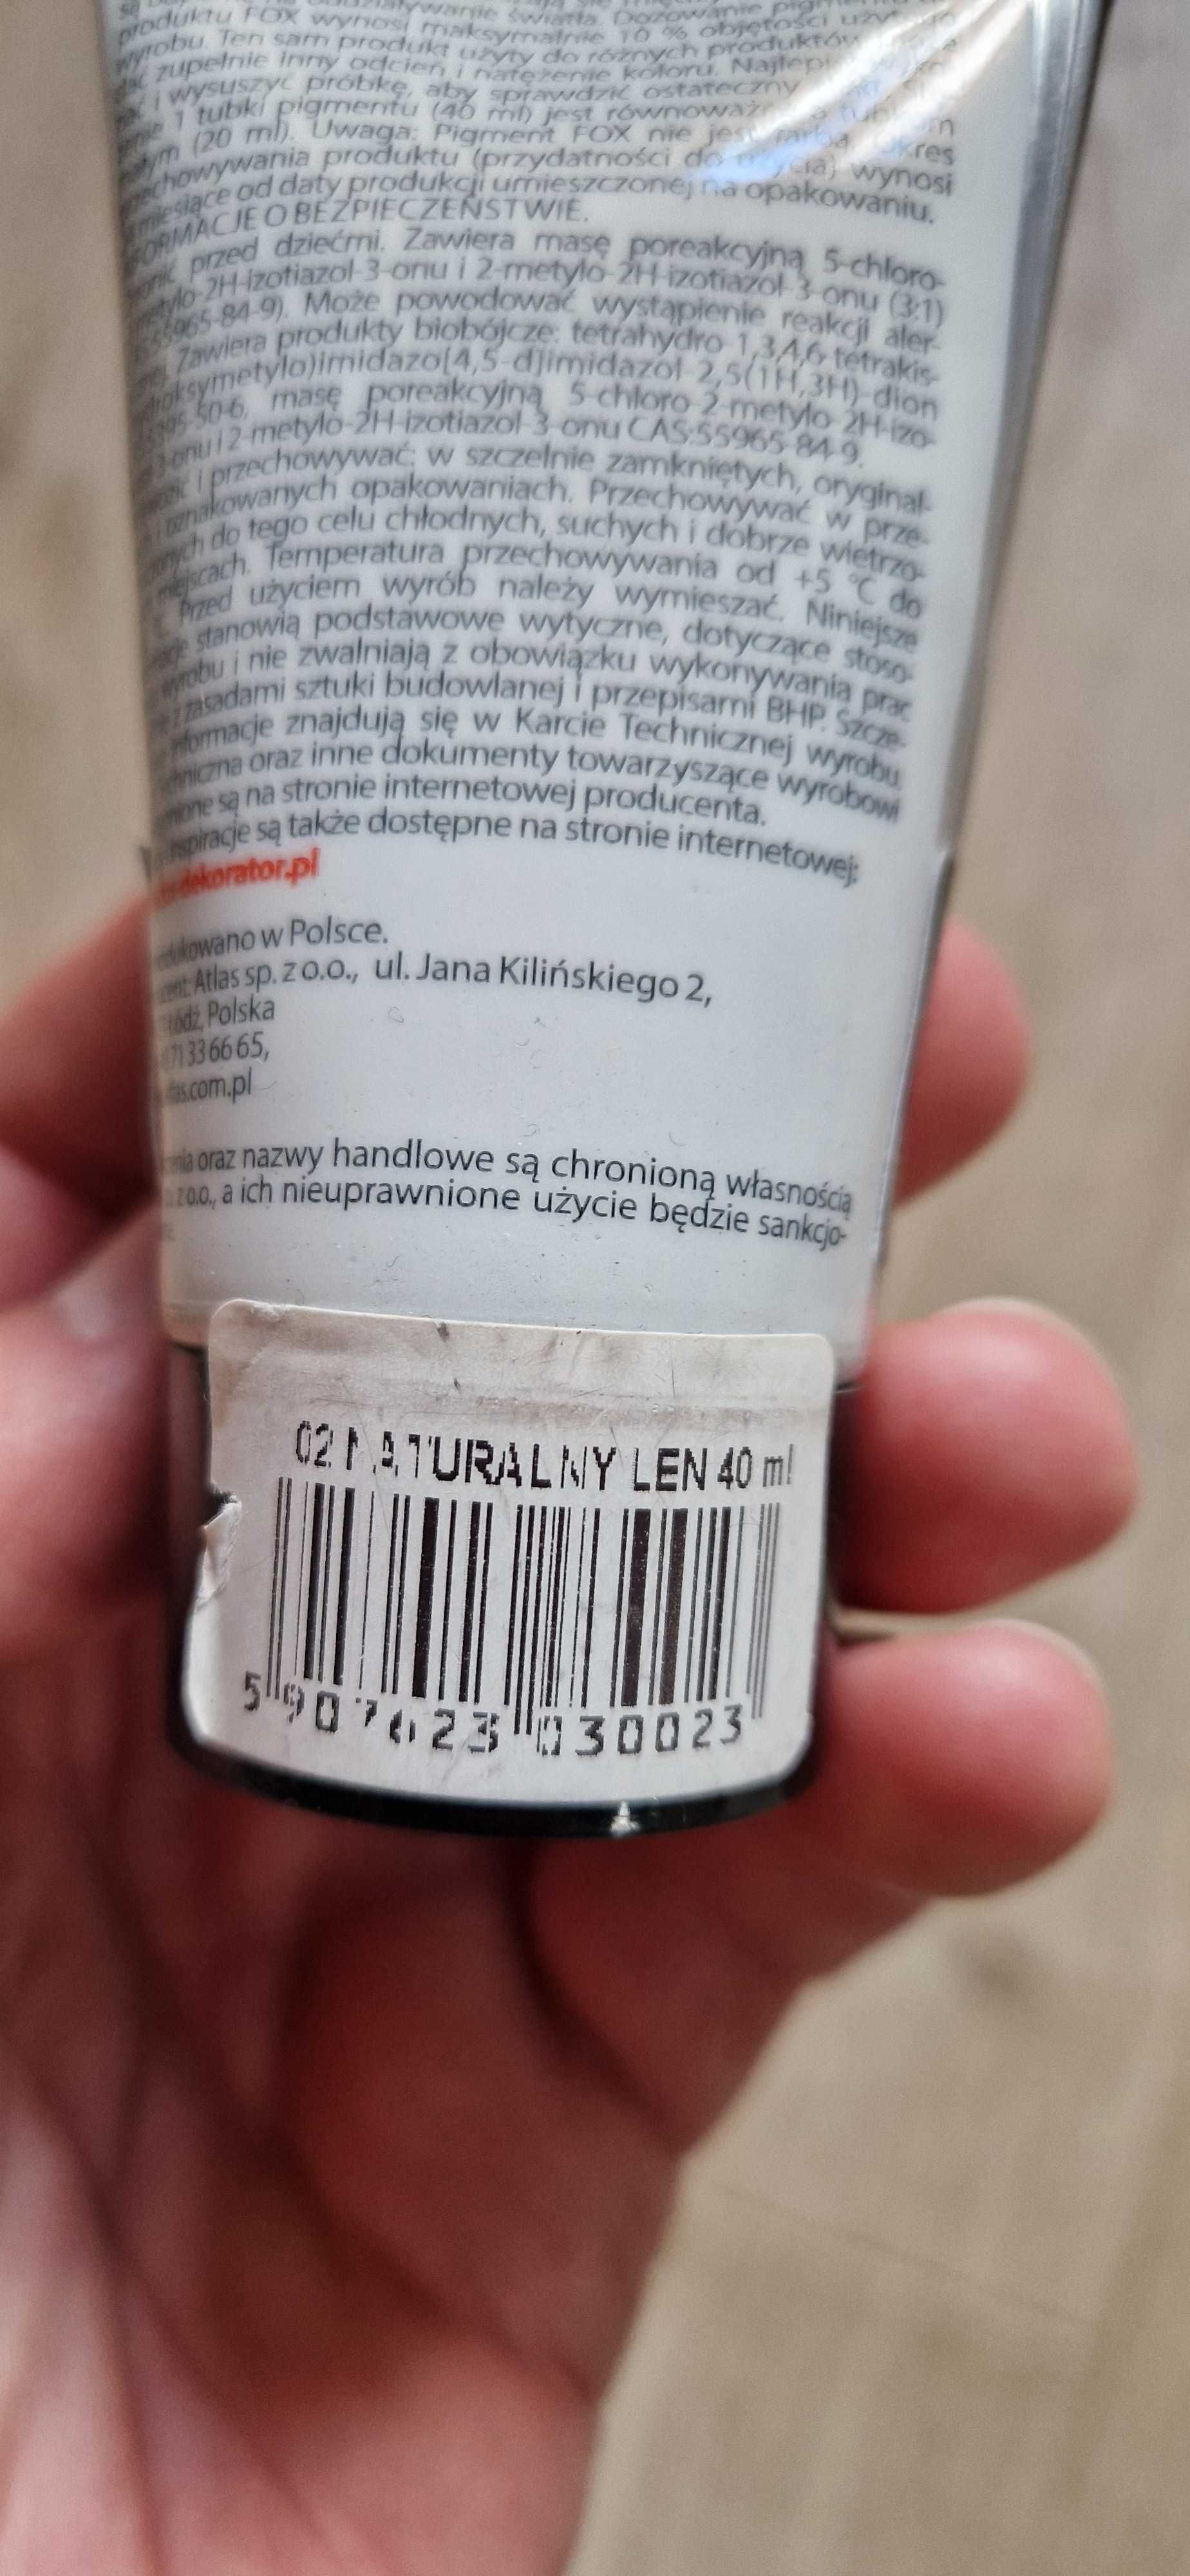 produktu FOX wynosi maksymalnie 10 % objętości
wyrobu. Ten sam produkt użyty do różnych produktów
zupełnie inny odcień i natężenie koloru.
i wysuszyć próbkę, aby sprawdzić ostateczny
1 tubki pigmentu (40 ml) jest
(20 ml). Uwaga: Pigment FOX nie jest farbą.
produktu (przydatności do użycia) wynosi
od daty produkcji umieszczonej na opakowaniu.
O BEZPIECZEŃSTWIE.
przed dziećmi. Zawiera masę poreakcyjną 5-chloro-
2H-izotiazol-3-onu i 2-metylo-2H-izotiazol-3-onu (3:1)
84-9). Może powodować wystąpienie reakcji aler-
Zawiera produkty biobójcze: tetrahydro-1,3,4,6-tetrakis-
imidazo[4,5-d]imidazol-2,5(1H,3H)-dion
50-6, masę poreakcyjną 5-chloro-2-metylo-2H-izo-
i 2-metylo-2H-izotiazol-3-onu CAS:55965-84-9.
i przechowywać: w szczelnie zamkniętych, oryginal-
opakowaniach. Przechowywać w prze-
do tego celu chłodnych, suchych i dobrze wietrzo-
Temperatura przechowywania od +5 °C do
Przed użyciem wyrób należy wymieszać. Niniejsze
stanowią podstawowe wytyczne, dotyczące stoso-
wyrobu i nie zwalniają z obowiązku wykonywania prac
z zasadami sztuki budowlanej i przepisami BHP. Szcze-
informacje znajdują się w Karcie Technicznej wyrobu.
oraz inne dokumenty towarzyszące wyrobowi
są na stronie internetowej producenta.
inspiracje są także dostępne na stronie internetowej:
dekorator.pl
w Polsce.
Atlas sp. z o.o., ul. Jana Kilińskiego 2,
Łódź, Polska
71 336 66 65,
.com.pl
oraz nazwy handlowe są chronioną własnością
z o.o., a ich nieuprawnione użycie będzie sankcjo-
02 NATURALNY LEN 40 ml
5 907623 030023